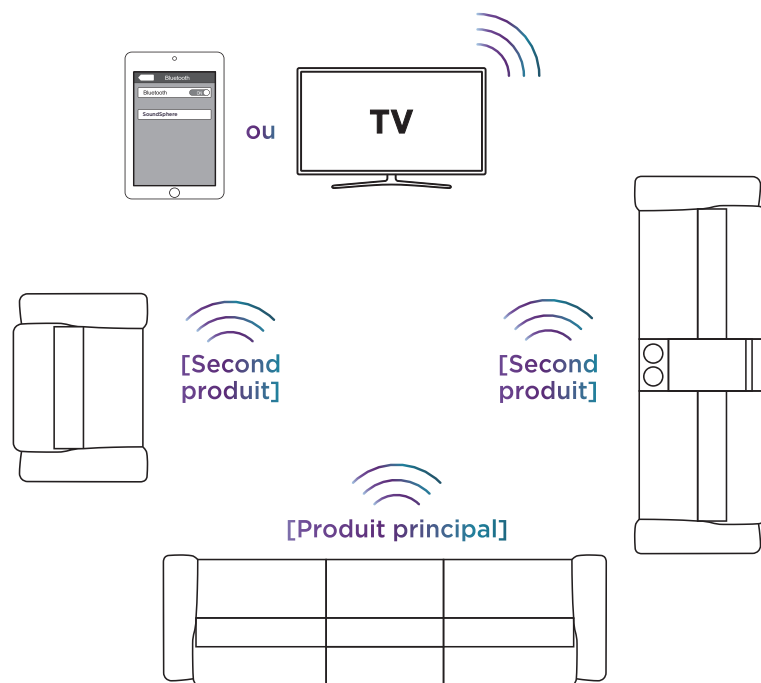 Bluetooth
Bluetooth
SoundSphere
ou
TV
[Second
produit]
[Second
produit]
[Produit principal]